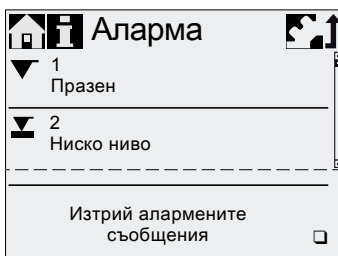 Аларма
1
Празен
2
Ниско ниво
Изтрий алармените
съобщения